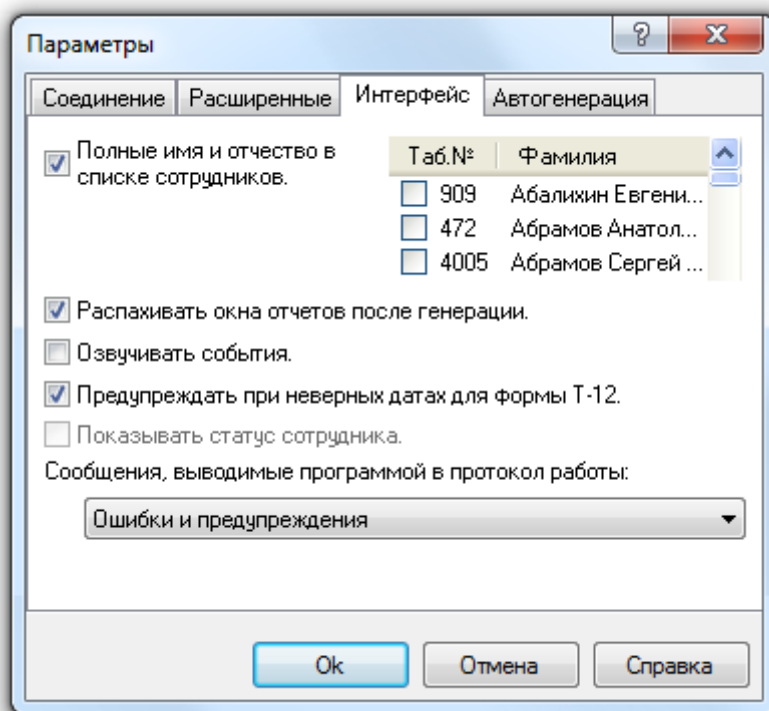 Параметры
Соединение Расширенные Интерфейс Автогенерация
Полные имя и отчество в
списке сотрудников.
Таб.№ Фамилия
909 Абалихин Евгени...
472 Абрамов Анатол...
4005 Абрамов Сергей ...
Распахивать окна отчетов после генерации.
Озвучивать события.
Предупреждать при неверных датах для формы Т-12.
Показывать статус сотрудника.
Сообщения, выводимые программой в протокол работы:
Ошибки и предупреждения
Ok Отмена Справка